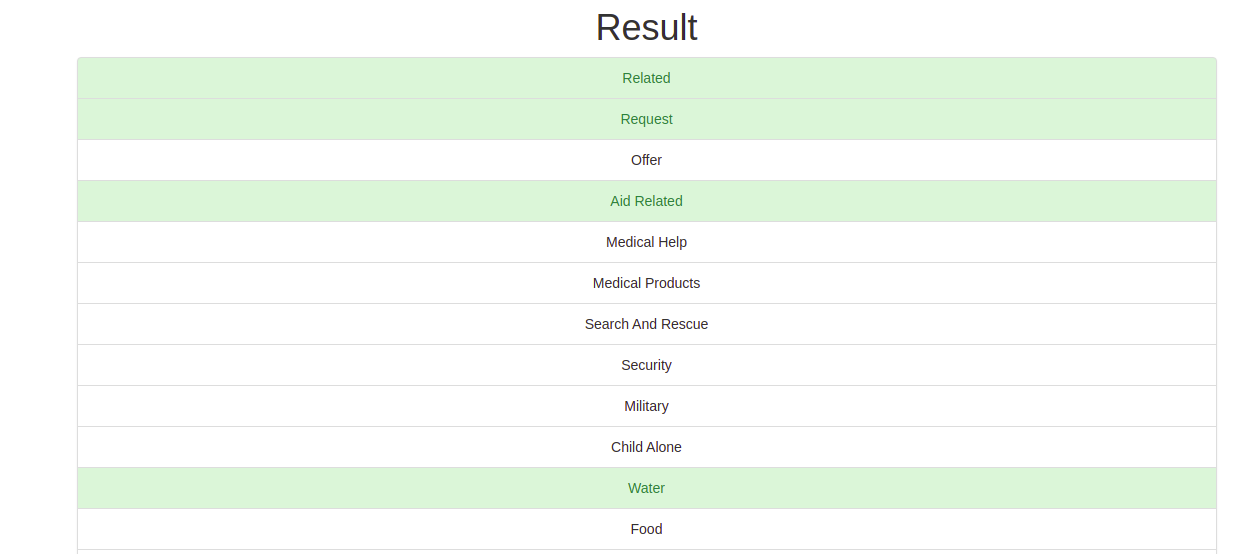 Result
Related
Request
Offer
Aid Related
Medical Help
Medical Products
Search And Rescue
Security
Military
Child Alone
Water
Food